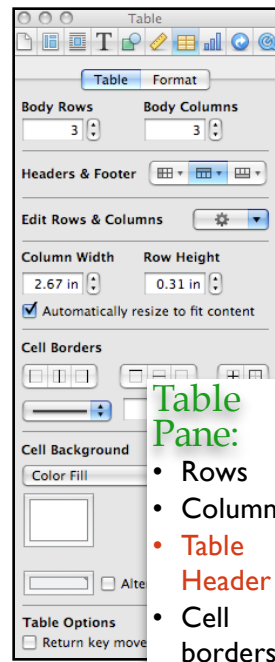 Table
Table Format
Body Rows Body Columns
3 3
Headers & Footer
Edit Rows & Columns
Column Width Row Height
2.67 in 0.31 in
Automatically resize to fit content
Cell Borders
Cell Background
Color Fill
Alte
Table Options
Return key move
Table
Pane:
• Rows
• Column
• Table
Header
• Cell
borders